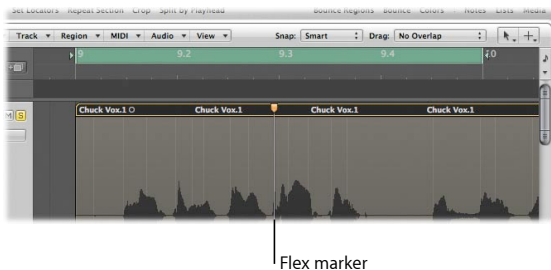 Set Locators Repeat Section Crop Split by Playhead Bounce Regions Bounce Colors Notes Lists Media
Track Region MIDI Audio View Snap: Smart Drag: No Overlap
9 9.2 9.3 9.4
M S
Chuck Vox.1 Chuck Vox.1 Chuck Vox.1 Chuck Vox.1
Flex marker